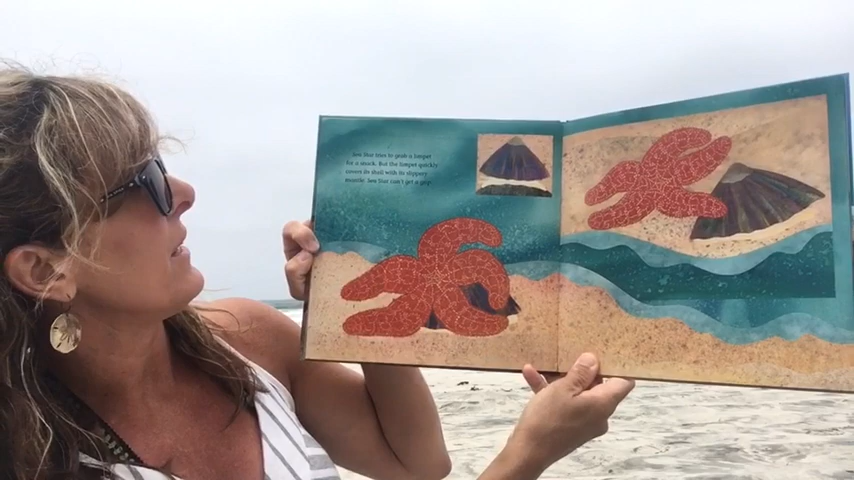 Sea Star tries to grab a limpet
for a snack. But the limpet quickly
covers its shell with its slippery
mantle. Sea Star can't get a grip.